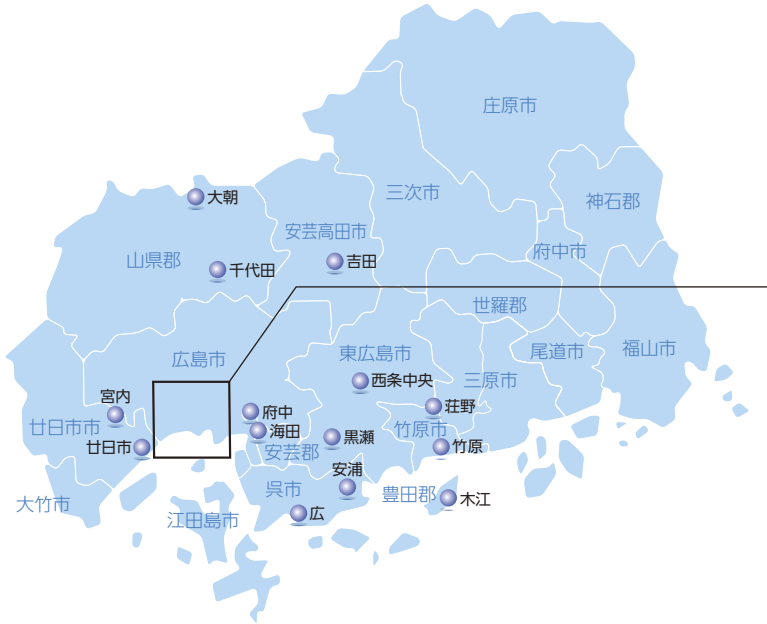 庄原市
三次市
神石郡
大朝
安芸高田市
府中市
山県郡
吉田
千代田
世羅郡
広島市
東広島市
尾道市
福山市
西条中央
三原市
宮内
府中
荘野
廿日市市
海田
黒瀬
竹原市
廿日市
安芸郡
竹原
安浦
呉市
豊田郡
木江
大竹市
江田島市
広